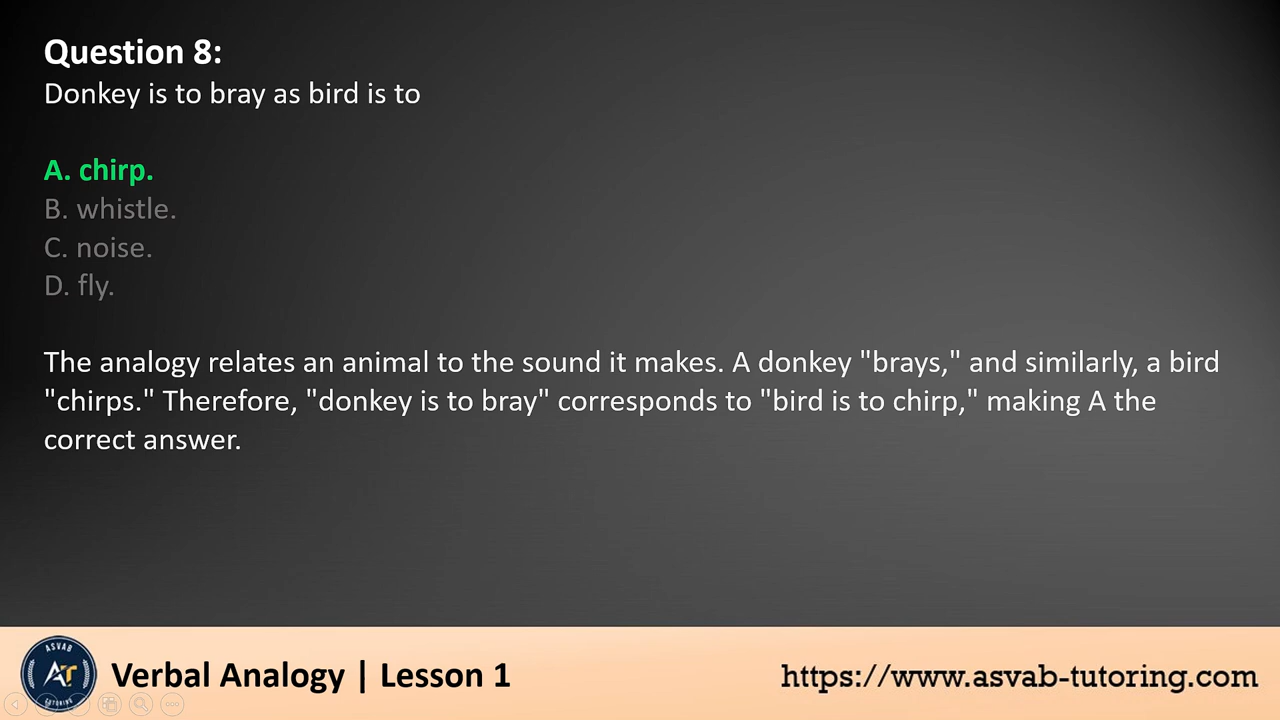 Question 8:
Donkey is to bray as bird is to
A. chirp.
B. whistle.
C. noise.
D. fly.
The analogy relates an animal to the sound it makes. A donkey "brays," and similarly, a bird
"chirps." Therefore, "donkey is to bray" corresponds to "bird is to chirp," making A the
correct answer.
ASVAB
AT
TUTORING
Verbal Analogy | Lesson 1
https://www.asvab-tutoring.com